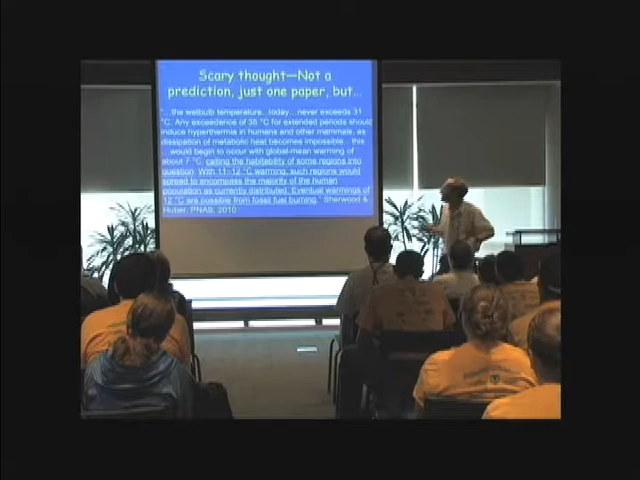 Scary thought—Not a
prediction, just one paper, but...
"...the wetbulb temperature...today...never exceeds 31
°C. Any exceedence of 35 °C for extended periods should
induce hyperthermia in humans and other mammals, as
dissipation of metabolic heat becomes impossible...this
...would begin to occur with global-mean warming of
about 7 °C, calling the habitability of some regions into
question. With 11–12 °C warming, such regions would
spread to encompass the majority of the human
population as currently distributed. Eventual warmings of
12 °C are possible from fossil fuel burning." Sherwood &
Huber, PNAS, 2010